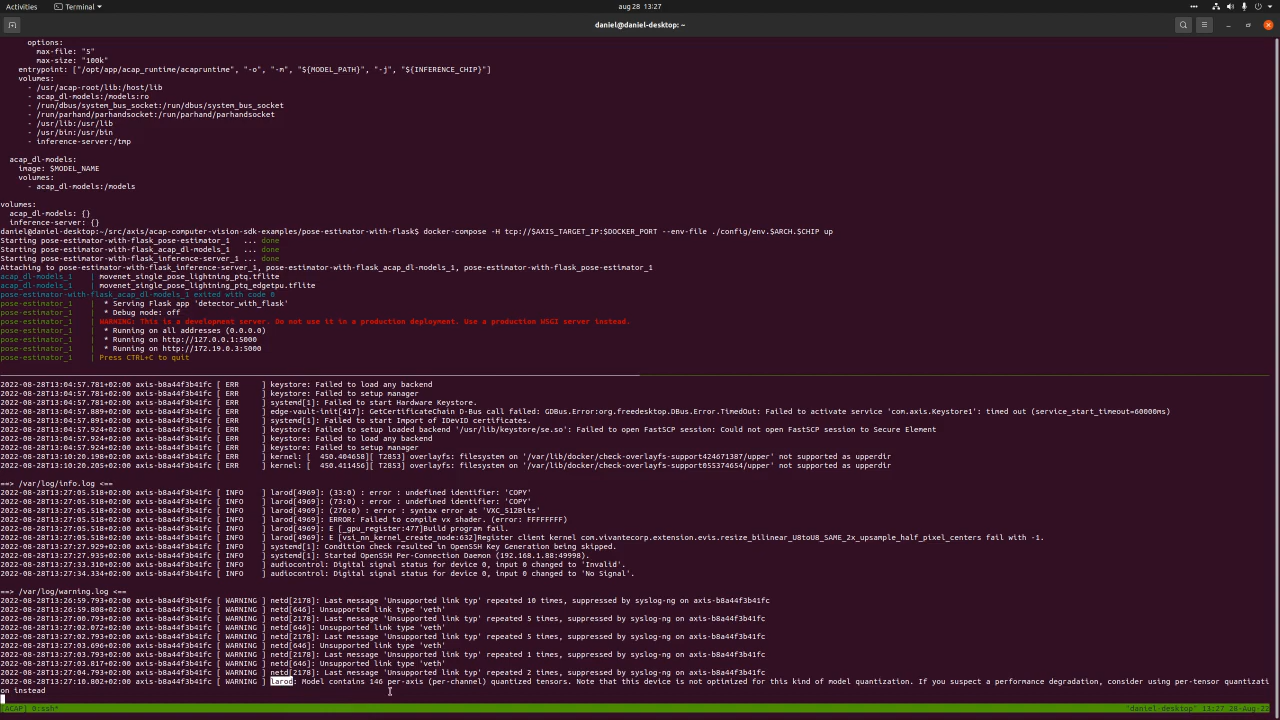 Activities
Terminal
aug 28 13:27
daniel@daniel-desktop: ~
options:
max-file: "5"
max-size: "100k"
entrypoint: ["/opt/app/acap_runtime/acapruntime", "-o", "-m", "${MODEL_PATH}", "-j", "${INFERENCE_CHIP}"]
volumes:
- /usr/acap-root/lib:/host/lib
- acap_dl-models:/models:ro
- /run/dbus/system_bus_socket:/run/dbus/system_bus_socket
- /run/parhand/parhandsocket:/run/parhand/parhandsocket
- /usr/lib:/usr/lib
- /usr/bin:/usr/bin
- inference-server:/tmp
acap_dl-models:
image: $MODEL_NAME
volumes:
- acap_dl-models:/models
volumes:
acap_dl-models: {}
inference-server: {}
daniel@daniel-desktop:~/src/axis/acap-computer-vision-sdk-examples/pose-estimator-with-flask$ docker-compose -H tcp://$AXIS_TARGET_IP:$DOCKER_PORT --env-file ./config/env.$ARCH.$CHIP up
Starting pose-estimator-with-flask_pose-estimator_1 ... done
Starting pose-estimator-with-flask_acap_dl-models_1 ... done
Starting pose-estimator-with-flask_inference-server_1 ... done
Attaching to pose-estimator-with-flask_inference-server_1, pose-estimator-with-flask_acap_dl-models_1, pose-estimator-with-flask_pose-estimator_1
acap_dl-models_1 | movenet_single_pose_lightning_ptq.tflite
acap_dl-models_1 | movenet_single_pose_lightning_ptq_edgetpu.tflite
pose-estimator-with-flask_acap_dl-models_1 exited with code 0
pose-estimator_1 | * Serving Flask app 'detector_with_flask'
pose-estimator_1 | * Debug mode: off
pose-estimator_1 | WARNING: This is a development server. Do not use it in a production deployment. Use a production WSGI server instead.
pose-estimator_1 | * Running on all addresses (0.0.0.0)
pose-estimator_1 | * Running on http://127.0.0.1:5000
pose-estimator_1 | * Running on http://172.19.0.3:5000
pose-estimator_1 | Press CTRL+C to quit
2022-08-28T13:04:57.781+02:00 axis-b8a44f3b41fc [ ERR ] keystore: Failed to load any backend
2022-08-28T13:04:57.793+02:00 axis-b8a44f3b41fc [ ERR ] keystore: Failed to setup manager
2022-08-28T13:04:57.802+02:00 axis-b8a44f3b41fc [ ERR ] systemd[1]: Failed to start Hardware Keystore.
2022-08-28T13:04:57.889+02:00 axis-b8a44f3b41fc [ ERR ] edge-vault-init[417]: GetCertificateChain D-Bus call failed: GDBus.Error:org.freedesktop.DBus.Error.TimedOut: Failed to activate service 'com.axis.Keystore1': timed out (service_start_timeout=60000ms)
2022-08-28T13:04:57.891+02:00 axis-b8a44f3b41fc [ ERR ] systemd[1]: Failed to start Import of IDevID certificates.
2022-08-28T13:04:57.924+02:00 axis-b8a44f3b41fc [ ERR ] keystore: Failed to setup loaded backend '/usr/lib/keystore/se.so': Failed to open FastSCP session: Could not open FastSCP session to Secure Element
2022-08-28T13:04:57.924+02:00 axis-b8a44f3b41fc [ ERR ] keystore: Failed to load any backend
2022-08-28T13:04:57.924+02:00 axis-b8a44f3b41fc [ ERR ] keystore: Failed to setup manager
2022-08-28T13:10:20.198+02:00 axis-b8a44f3b41fc [ ERR ] kernel: [ 450.404658][ T2853] overlayfs: filesystem on '/var/lib/docker/check-overlayfs-support424671387/upper' not supported as upperdir
2022-08-28T13:10:20.205+02:00 axis-b8a44f3b41fc [ ERR ] kernel: [ 450.411456][ T2853] overlayfs: filesystem on '/var/lib/docker/check-overlayfs-support055374654/upper' not supported as upperdir
==> /var/log/info.log <==
2022-08-28T13:27:05.518+02:00 axis-b8a44f3b41fc [ INFO ] larod[4969]: (33:0) : error : undefined identifier: 'COPY'
2022-08-28T13:27:05.518+02:00 axis-b8a44f3b41fc [ INFO ] larod[4969]: (73:0) : error : undefined identifier: 'COPY'
2022-08-28T13:27:05.518+02:00 axis-b8a44f3b41fc [ INFO ] larod[4969]: (276:0) : error : syntax error at 'VXC_512Bits'
2022-08-28T13:27:05.518+02:00 axis-b8a44f3b41fc [ INFO ] larod[4969]: ERROR: Failed to compile vx shader. (error: FFFFFFFF)
2022-08-28T13:27:05.518+02:00 axis-b8a44f3b41fc [ INFO ] larod[4969]: E [_gpu_register:477]Build program fail.
2022-08-28T13:27:05.518+02:00 axis-b8a44f3b41fc [ INFO ] larod[4969]: E [vsi_nn_kernel_create_node:632]Register client kernel com.vivantecorp.extension.evis.resize_bilinear_U8toU8_SAME_2x_upsample_half_pixel_centers fail with -1.
2022-08-28T13:27:27.929+02:00 axis-b8a44f3b41fc [ INFO ] systemd[1]: Condition check resulted in OpenSSH Key Generation being skipped.
2022-08-28T13:27:27.935+02:00 axis-b8a44f3b41fc [ INFO ] systemd[1]: Started OpenSSH Per-Connection Daemon (192.168.1.88:49998).
2022-08-28T13:27:33.310+02:00 axis-b8a44f3b41fc [ INFO ] audiocontrol: Digital signal status for device 0, input 0 changed to 'Invalid'.
2022-08-28T13:27:34.334+02:00 axis-b8a44f3b41fc [ INFO ] audiocontrol: Digital signal status for device 0, input 0 changed to 'No Signal'.
==> /var/log/warning.log <==
2022-08-28T13:26:59.793+02:00 axis-b8a44f3b41fc [ WARNING ] netd[2178]: Last message 'Unsupported link typ' repeated 10 times, suppressed by syslog-ng on axis-b8a44f3b41fc
2022-08-28T13:26:59.808+02:00 axis-b8a44f3b41fc [ WARNING ] netd[646]: Unsupported link type 'veth'
2022-08-28T13:27:00.793+02:00 axis-b8a44f3b41fc [ WARNING ] netd[2178]: Last message 'Unsupported link typ' repeated 5 times, suppressed by syslog-ng on axis-b8a44f3b41fc
2022-08-28T13:27:02.072+02:00 axis-b8a44f3b41fc [ WARNING ] netd[646]: Unsupported link type 'veth'
2022-08-28T13:27:02.793+02:00 axis-b8a44f3b41fc [ WARNING ] netd[2178]: Last message 'Unsupported link typ' repeated 5 times, suppressed by syslog-ng on axis-b8a44f3b41fc
2022-08-28T13:27:03.696+02:00 axis-b8a44f3b41fc [ WARNING ] netd[646]: Unsupported link type 'veth'
2022-08-28T13:27:03.793+02:00 axis-b8a44f3b41fc [ WARNING ] netd[2178]: Last message 'Unsupported link typ' repeated 1 times, suppressed by syslog-ng on axis-b8a44f3b41fc
2022-08-28T13:27:03.817+02:00 axis-b8a44f3b41fc [ WARNING ] netd[646]: Unsupported link type 'veth'
2022-08-28T13:27:04.793+02:00 axis-b8a44f3b41fc [ WARNING ] netd[2178]: Last message 'Unsupported link typ' repeated 2 times, suppressed by syslog-ng on axis-b8a44f3b41fc
2022-08-28T13:27:10.802+02:00 axis-b8a44f3b41fc [ WARNING ] larod: Model contains 146 per-axis (per-channel) quantized tensors. Note that this device is not optimized for this kind of model quantization. If you suspect a performance degradation, consider using per-tensor quantizati
on instead
[ACAP] 0:ssh*
"daniel-desktop" 13:27 28-Aug-22